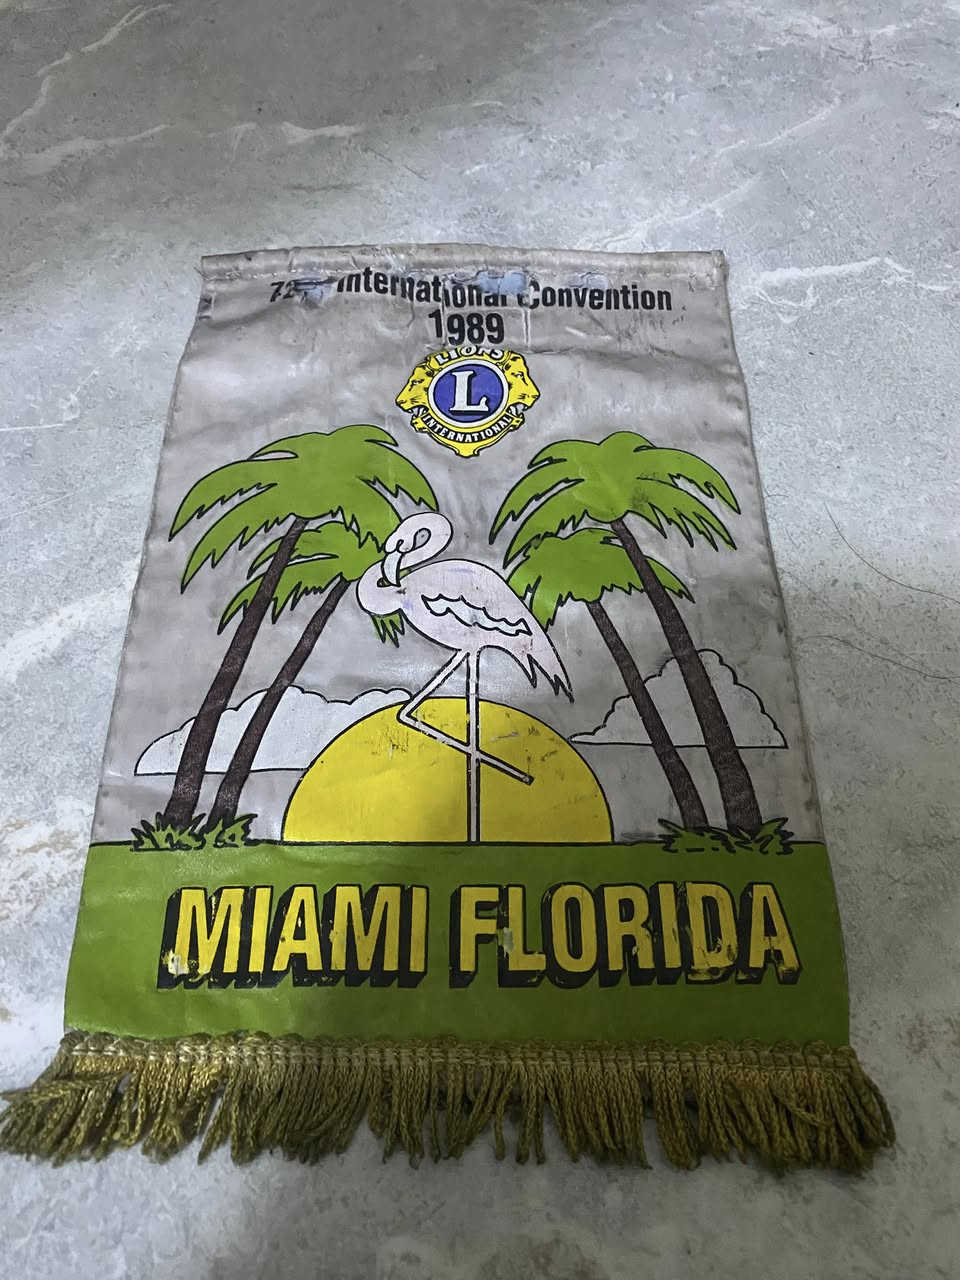 72 International Convention
1989
LIONS
L
INTERNATIONAL
MIAMI FLORIDA